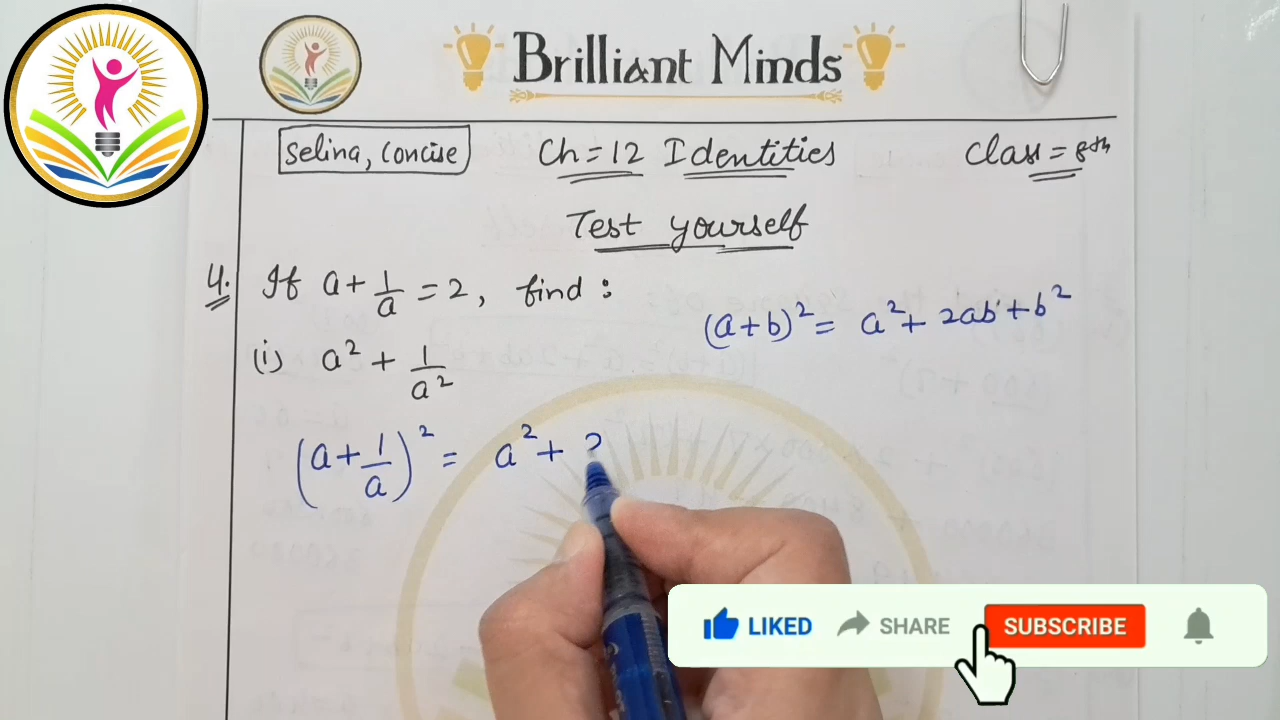 Brilliant Minds
Selina, Concise Ch = 12 Identities Class = 8th
Test yourself
4. If a + 1/a = 2, find :
(a+b)² = a² + 2ab + b²
(i) a² + 1/a²
(a + 1/a)² = a² + 2
LIKED SHARE SUBSCRIBE